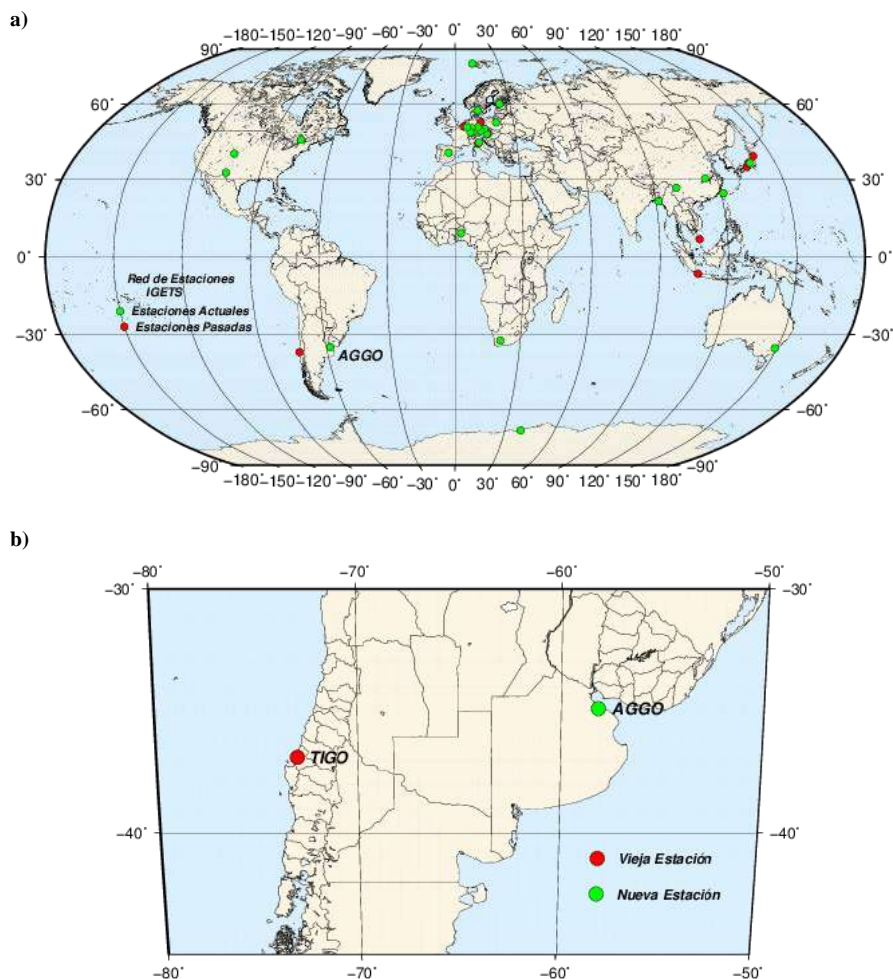 a)
−180° −150° −120° −90° −60° −30° 0° 30° 60° 90° 120° 150° 180°
90° 90°
60° 60°
30° 30°
0° 0°
Red de Estaciones
IGETS
Estaciones Actuales
Estaciones Pasadas
−30° −30°
AGGO
−60° −60°
−90° −90°
−180° −150° −120° −90° −60° −30° 0° 30° 60° 90° 120° 150° 180°
b)
−80° −70° −60° −50°
−30° −30°
AGGO
TIGO
−40° −40°
Vieja Estación
Nueva Estación
−80° −70° −60° −50°